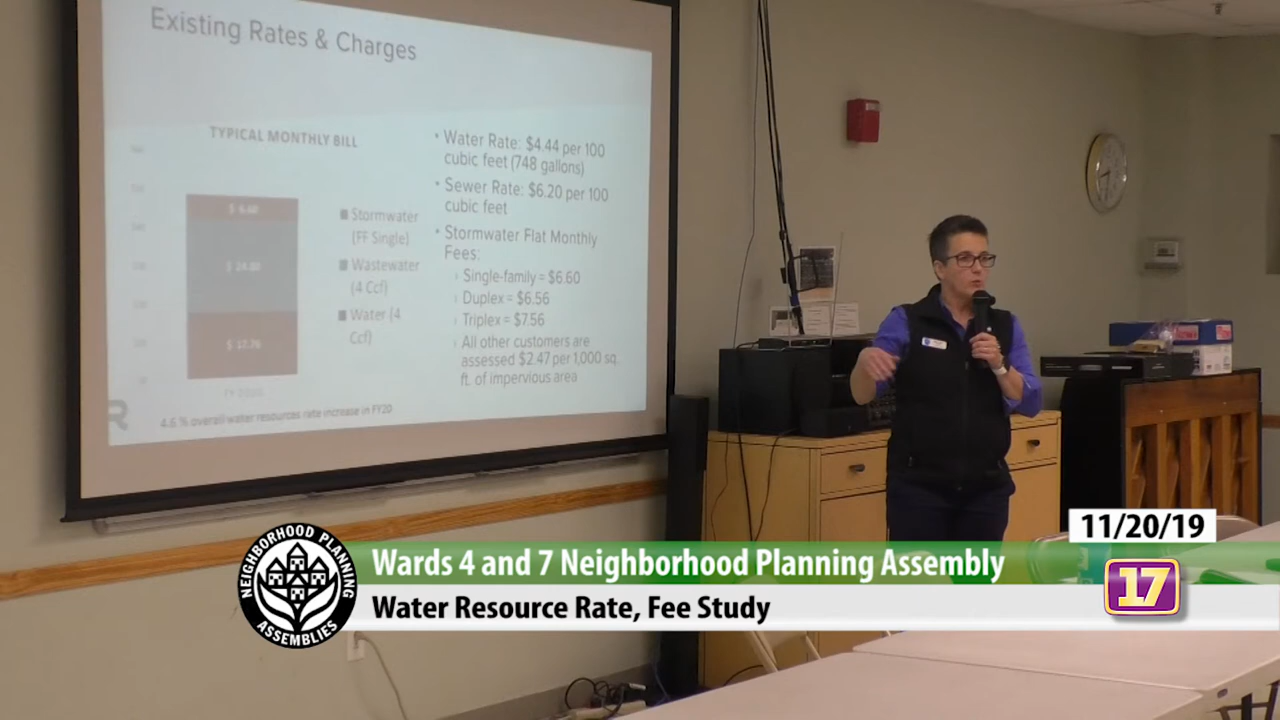 Existing Rates & Charges
TYPICAL MONTHLY BILL
$ 6.60
$ 24.80
$ 17.76
Stormwater
(FF Single)
Wastewater
(4 Ccf)
Water (4
Ccf)
• Water Rate: $4.44 per 100
cubic feet (748 gallons)
• Sewer Rate: $6.20 per 100
cubic feet
• Stormwater Flat Monthly
Fees:
› Single-family = $6.60
› Duplex = $6.56
› Triplex = $7.56
› All other customers are
assessed $2.47 per 1,000 sq.
ft. of impervious area
4.6 % overall water resources rate increase in FY20
R
11/20/19
NEIGHBORHOOD PLANNING
ASSEMBLIES
Wards 4 and 7 Neighborhood Planning Assembly
17
Water Resource Rate, Fee Study